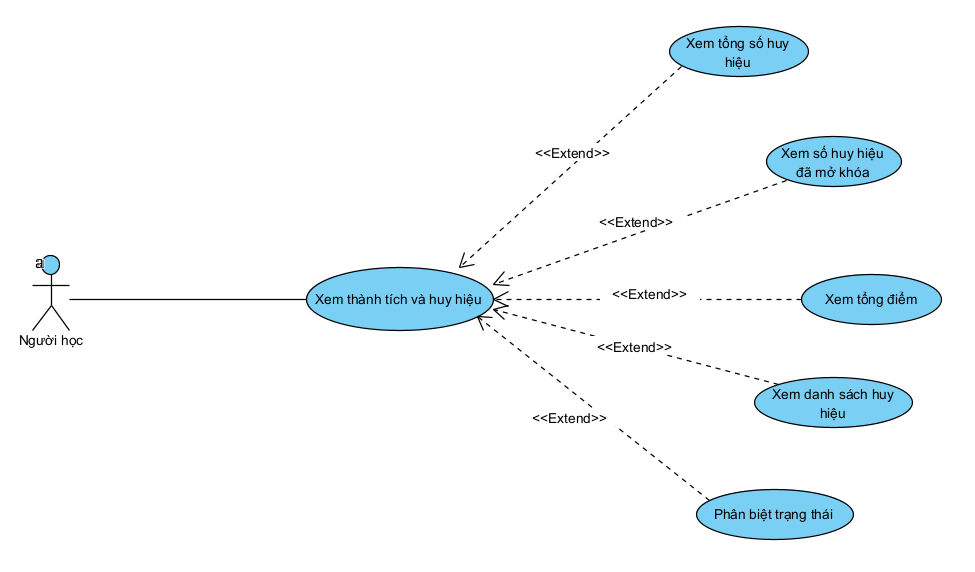 Xem tổng số huy
hiệu
<<Extend>>
Xem số huy hiệu
đã mở khóa
<<Extend>>
a
Người học
Xem thành tích và huy hiệu
<<Extend>>
Xem tổng điểm
<<Extend>>
Xem danh sách huy
hiệu
<<Extend>>
Phân biệt trạng thái